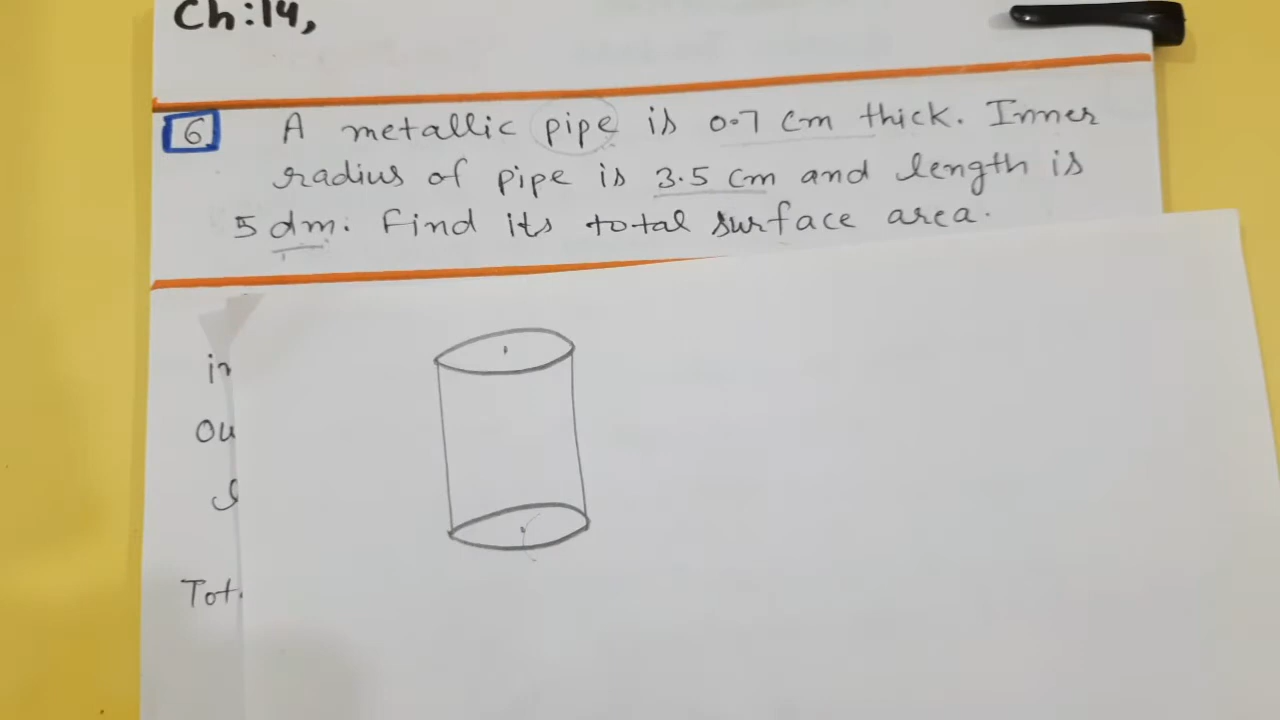 Ch:14,
6 A metallic pipe is 0.7 cm thick. Inner
radius of pipe is 3.5 cm and length is
5 dm. Find its total surface area.